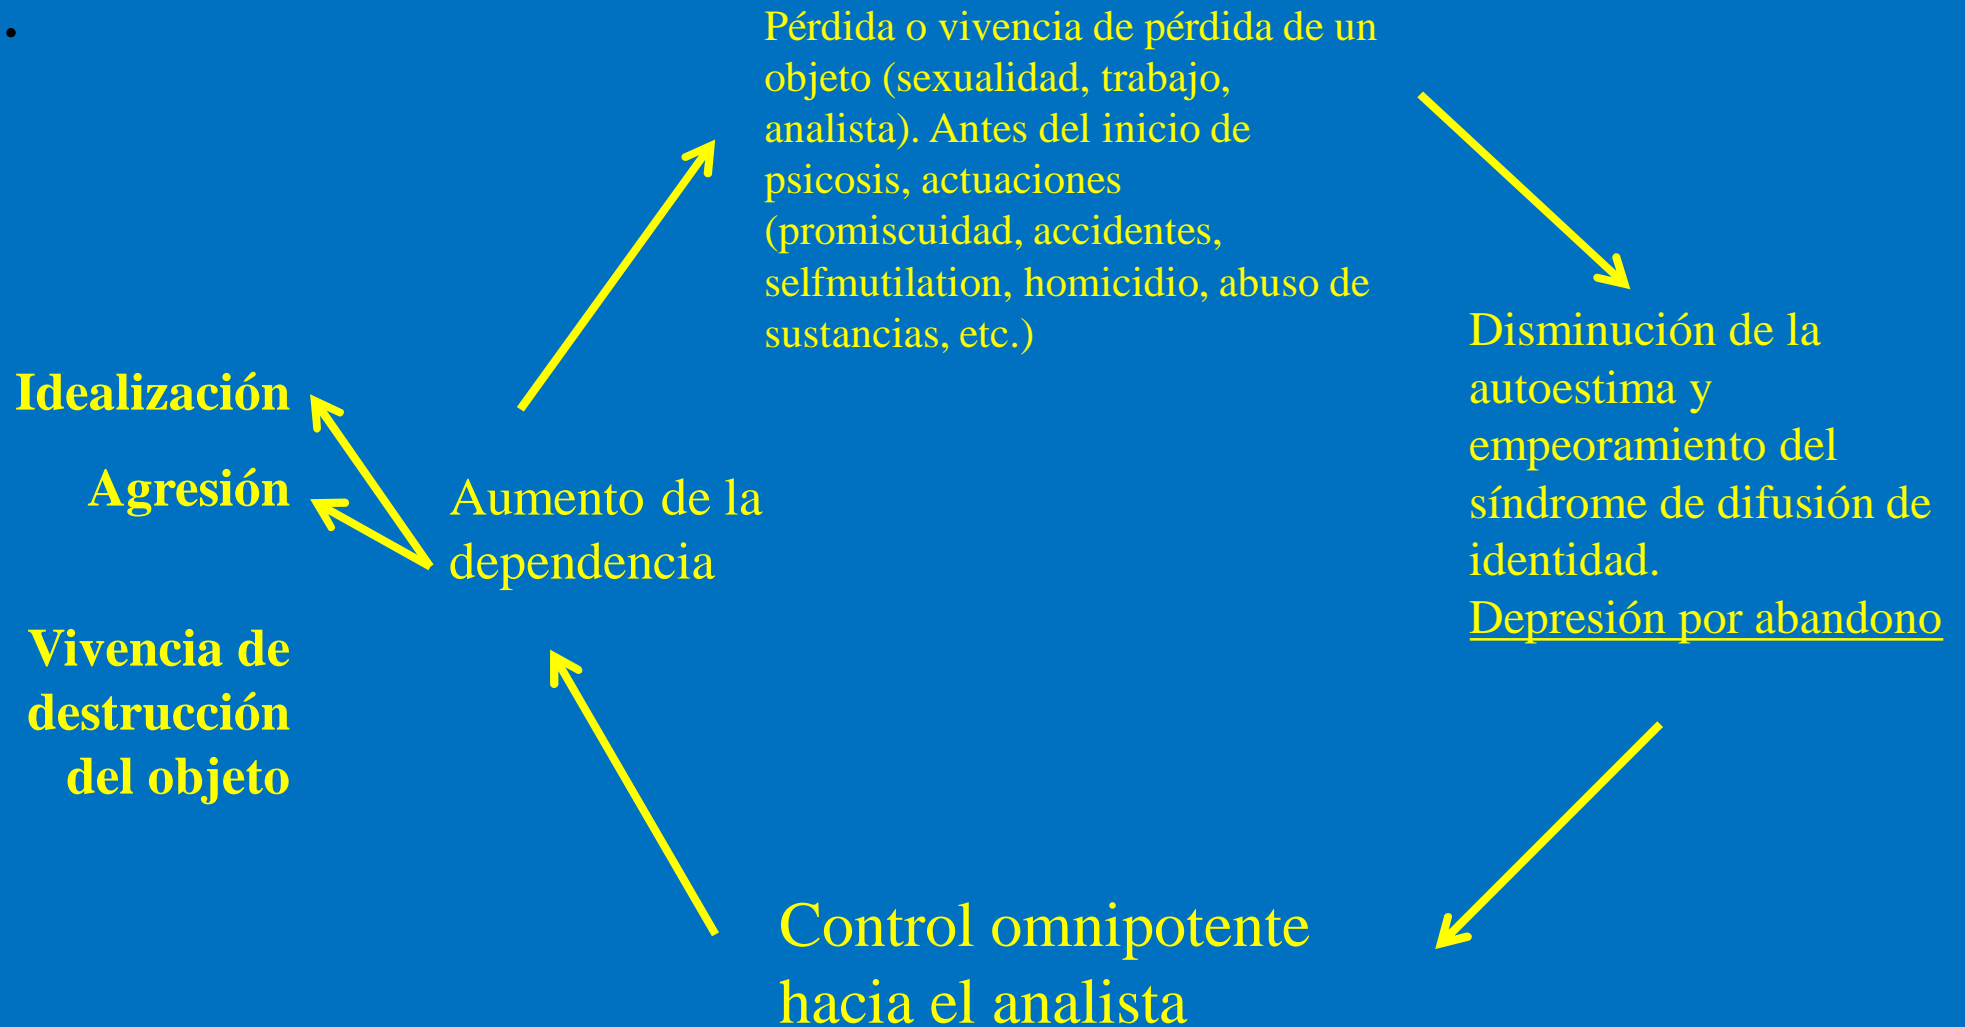 Pérdida o vivencia de pérdida de un
objeto (sexualidad, trabajo,
analista). Antes del inicio de
psicosis, actuaciones
(promiscuidad, accidentes,
selfmutilation, homicidio, abuso de
sustancias, etc.)
Disminución de la
autoestima y
empeoramiento del
síndrome de difusión de
identidad.
Depresión por abandono
Control omnipotente
hacia el analista
Aumento de la
dependencia
Idealización
Agresión
Vivencia de
destrucción
del objeto